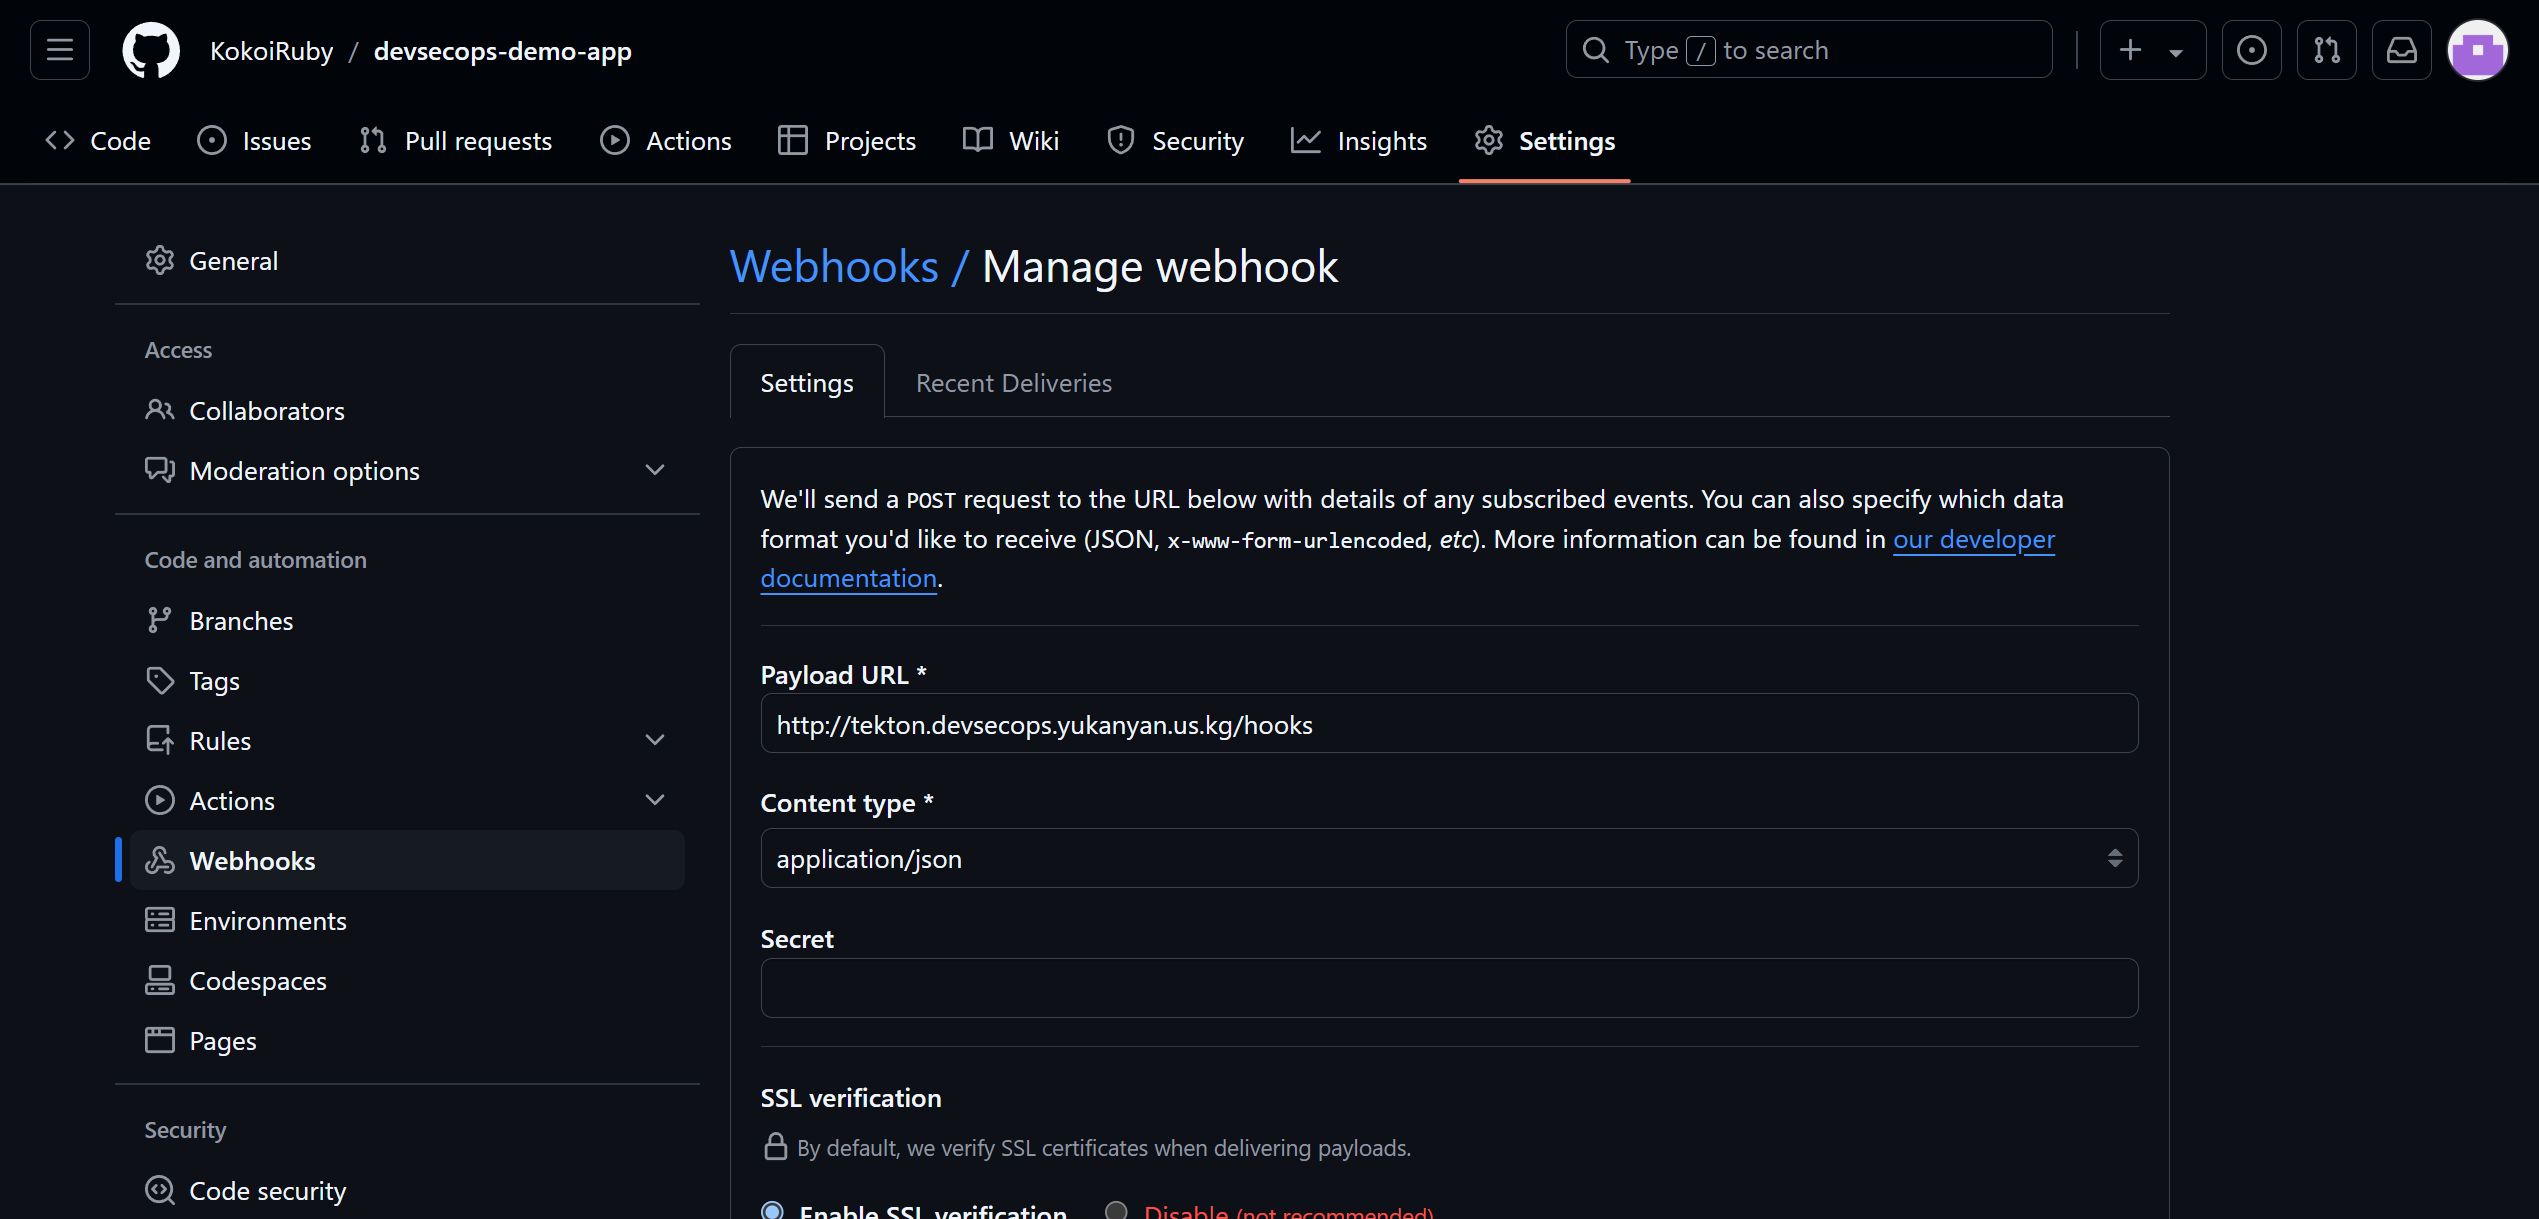 KokoiRuby / devsecops-demo-app
Type / to search
Code Issues Pull requests Actions Projects Wiki Security Insights Settings
General
Access
Collaborators
Moderation options
Code and automation
Branches
Tags
Rules
Actions
Webhooks
Environments
Codespaces
Pages
Security
Code security
Webhooks / Manage webhook
Settings Recent Deliveries
We'll send a POST request to the URL below with details of any subscribed events. You can also specify which data
format you'd like to receive (JSON, x-www-form-urlencoded, etc). More information can be found in our developer
documentation.
Payload URL *
http://tekton.devsecops.yukanyan.us.kg/hooks
Content type *
application/json
Secret
SSL verification
By default, we verify SSL certificates when delivering payloads.
Enable SSL verification Disable (not recommended)